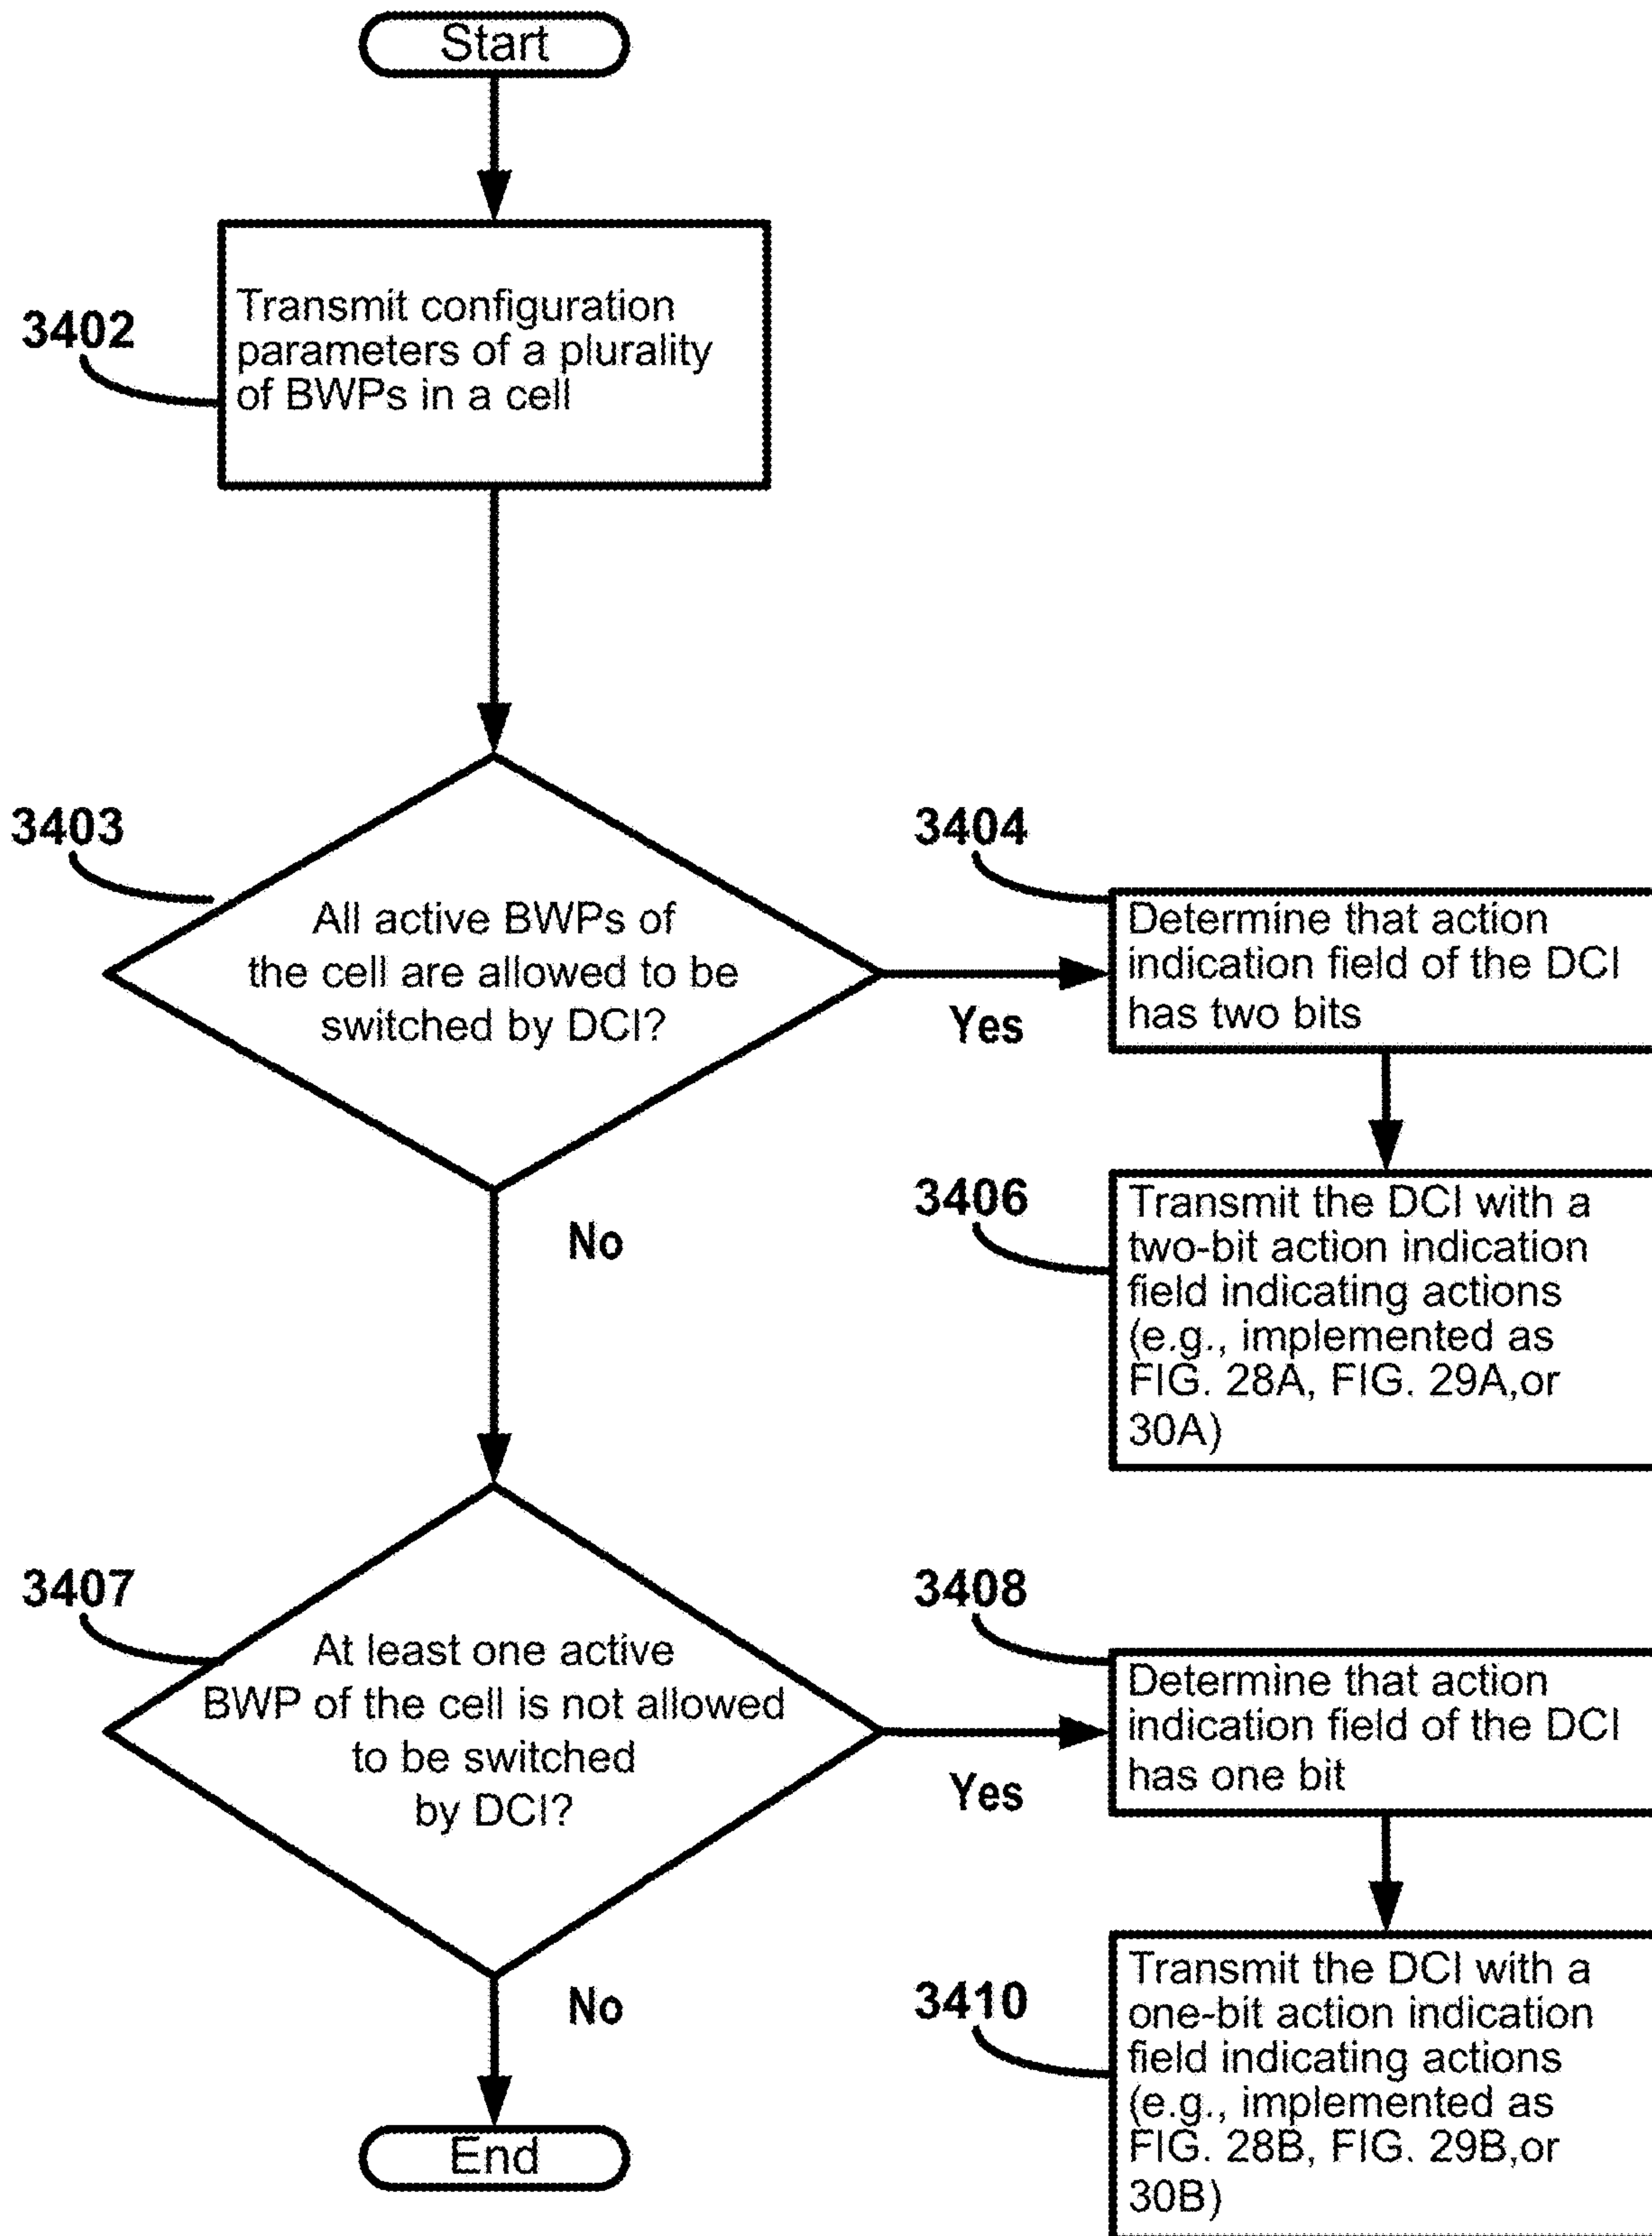 Start
3402
Transmit configuration
parameters of a plurality
of BWPs in a cell
3403
All active BWPs of
the cell are allowed to be
switched by DCI?
Yes
No
3404
Determine that action
indication field of the DCI
has two bits
3406
Transmit the DCI with a
two-bit action indication
field indicating actions
(e.g., implemented as
FIG. 28A, FIG. 29A,or
30A)
3407
At least one active
BWP of the cell is not allowed
to be switched
by DCI?
Yes
No
3408
Determine that action
indication field of the DCI
has one bit
3410
Transmit the DCI with a
one-bit action indication
field indicating actions
(e.g., implemented as
FIG. 28B, FIG. 29B,or
30B)
End